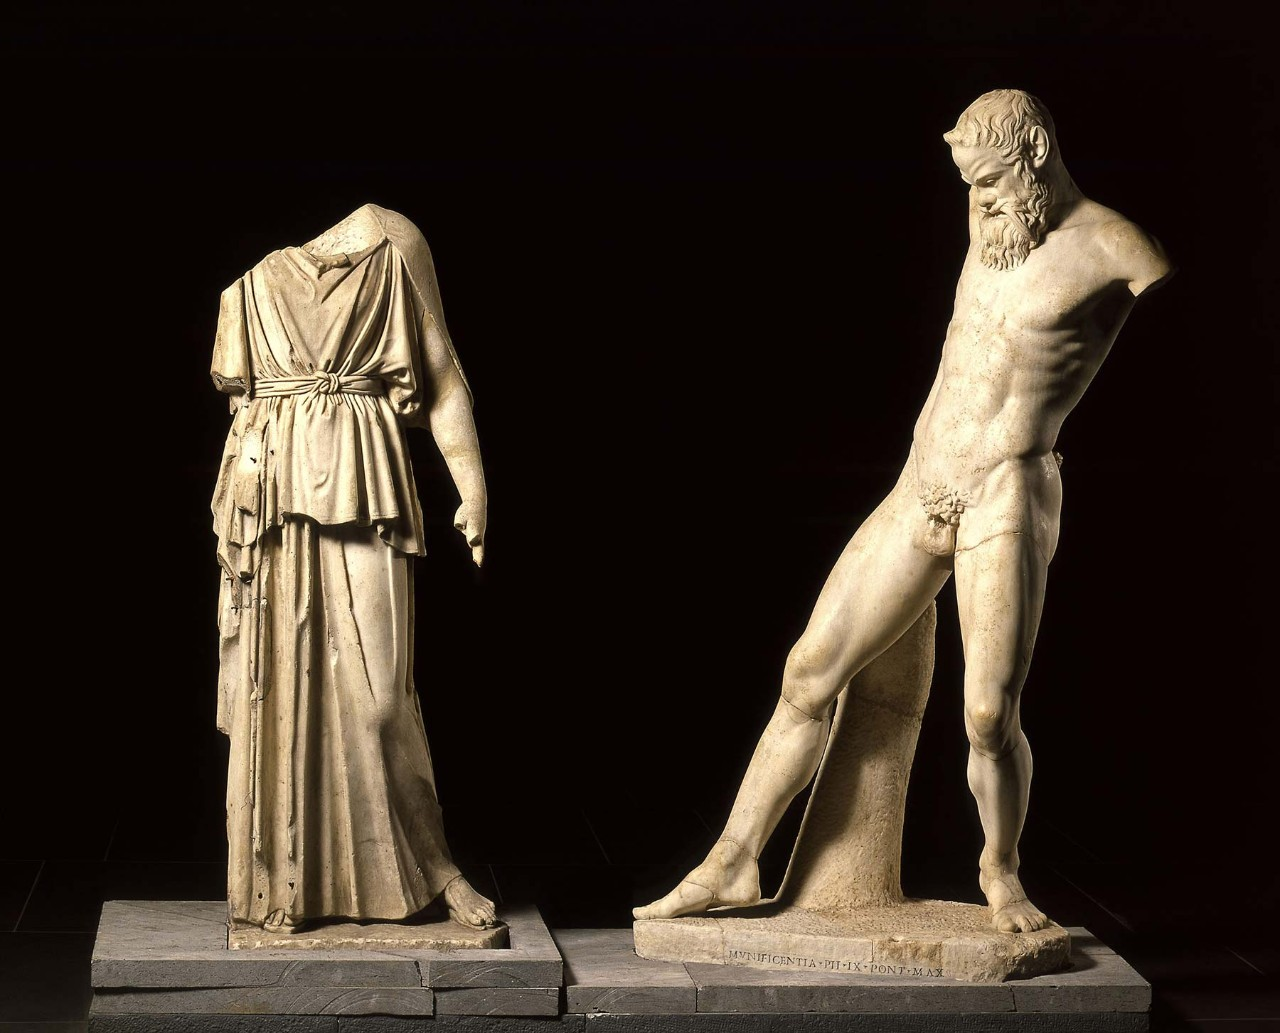 MVNIFICENTIA · PII · IX · PONT · MAX